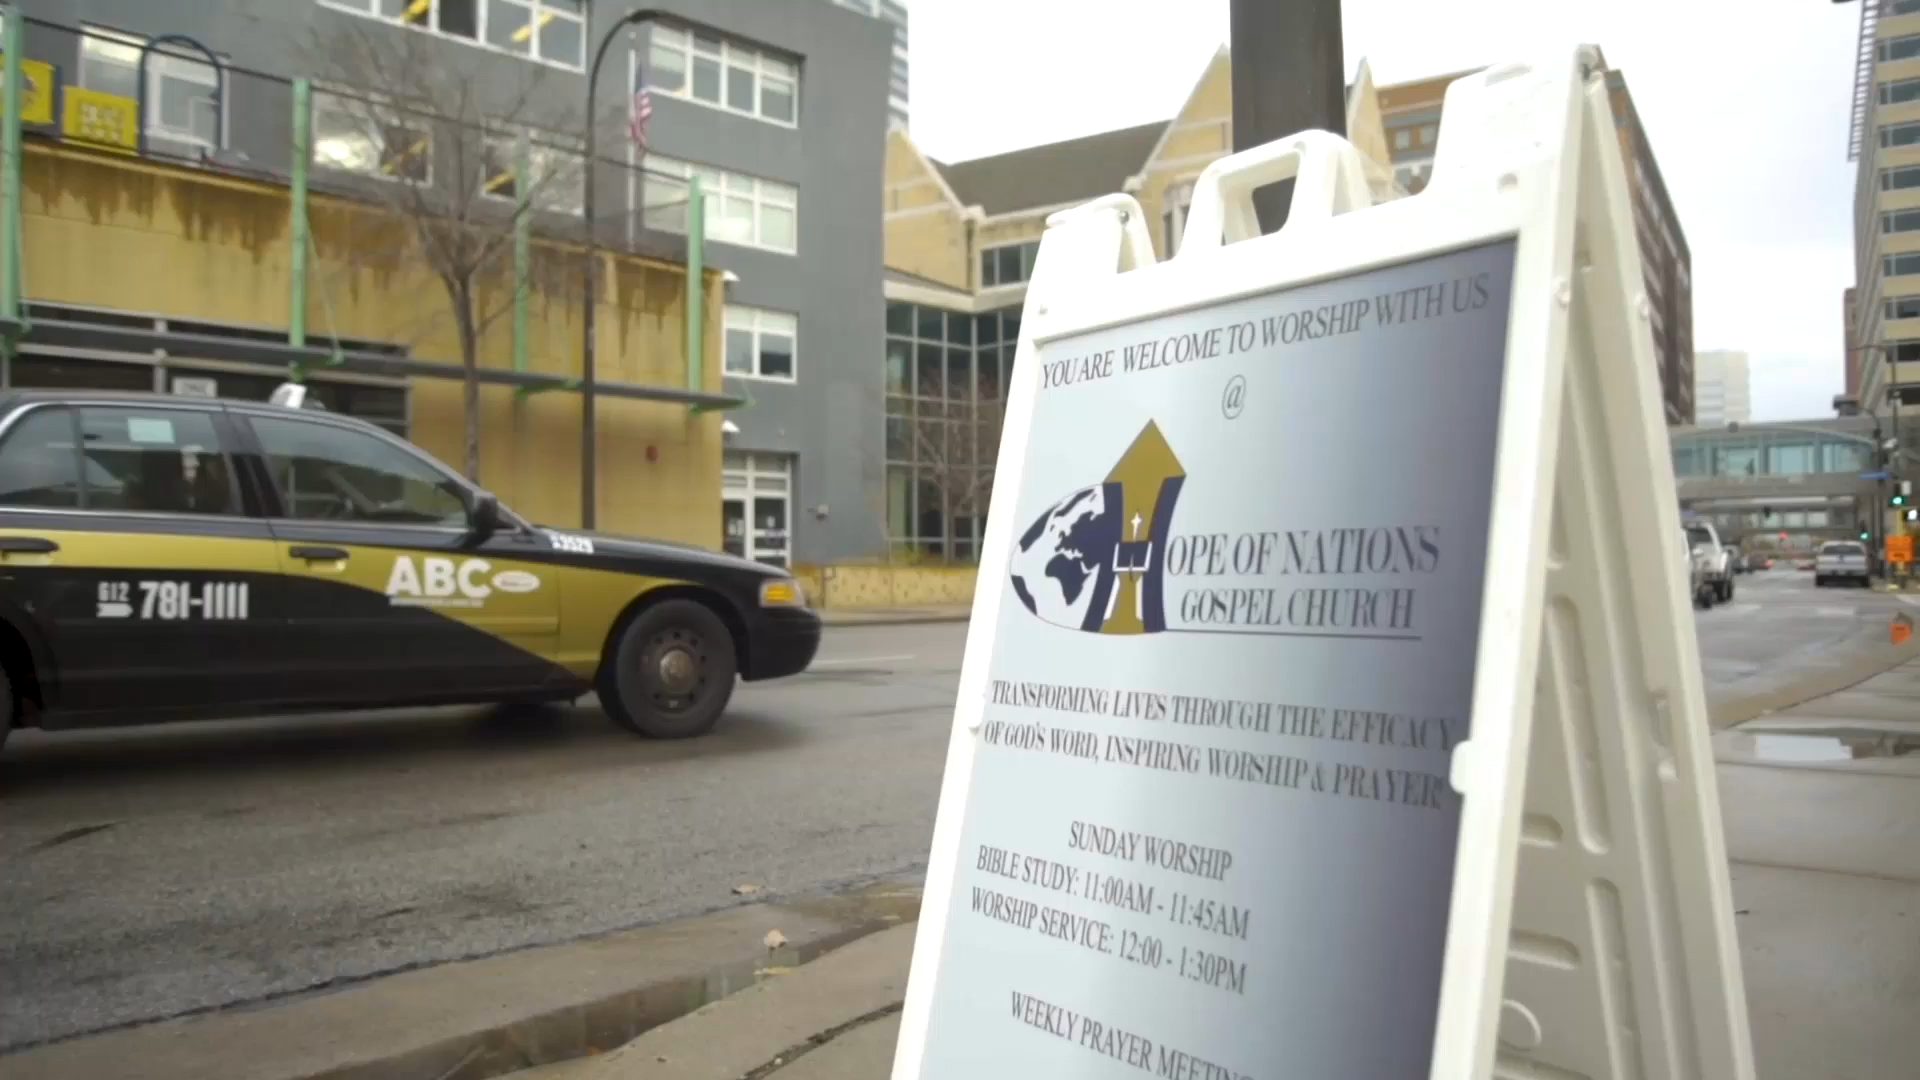 YOU ARE WELCOME TO WORSHIP WITH US
@
HOPE OF NATIONS
GOSPEL CHURCH
TRANSFORMING LIVES THROUGH THE EFFICACY
OF GOD'S WORD, INSPIRING WORSHIP & PRAYER!
SUNDAY WORSHIP
BIBLE STUDY: 11:00AM - 11:45AM
WORSHIP SERVICE: 12:00 - 1:30PM
WEEKLY PRAYER MEETING
612 781-1111
ABC